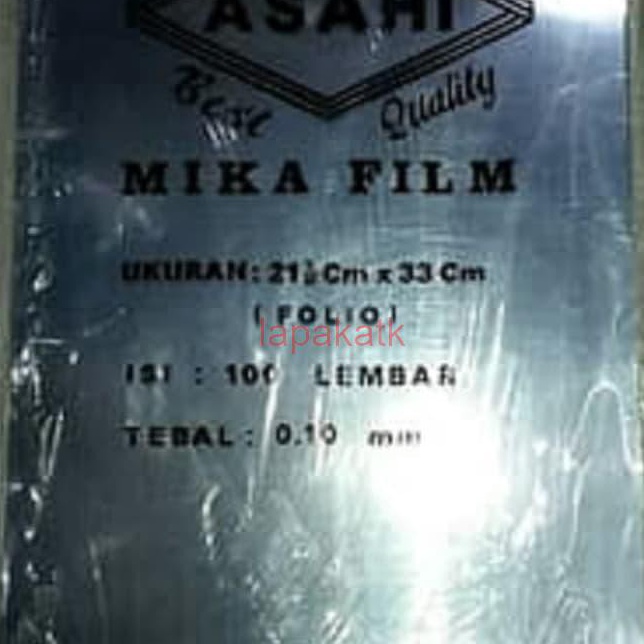 ASAHI
Best Quality
MIKA FILM
UKURAN: 21½ Cm x 33 Cm
( FOLIO )
lapakatk
ISI : 100 LEMBAR
TEBAL : 0.10 mm